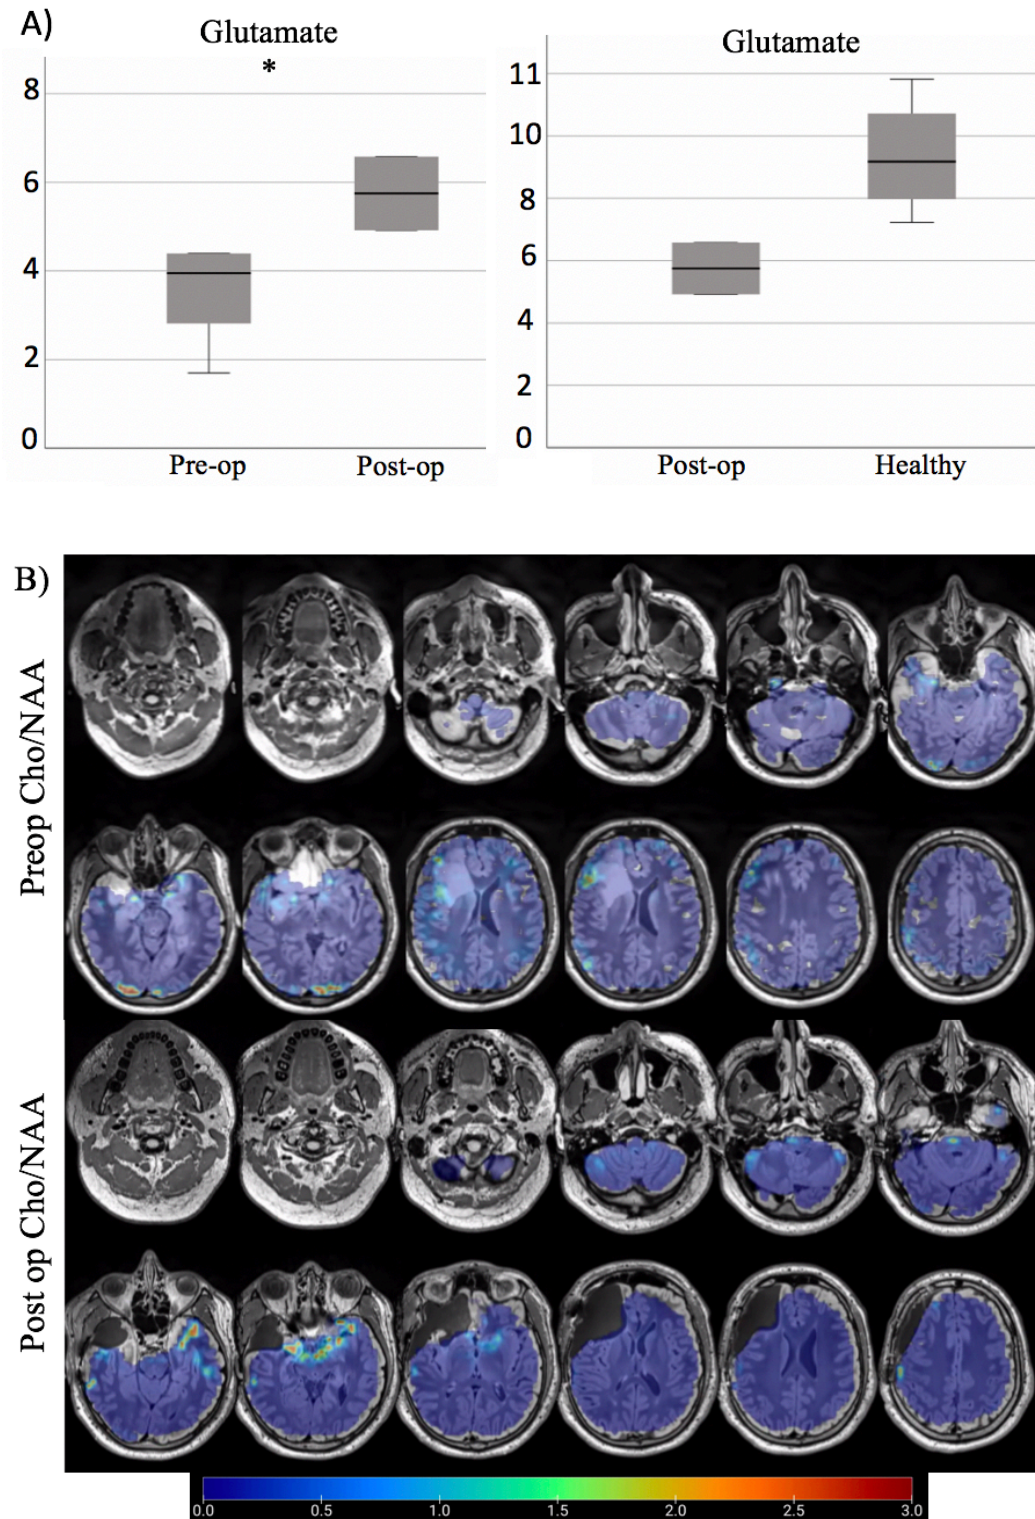 A)
Glutamate
*
8
6
4
2
0
Pre-op Post-op
Glutamate
11
10
8
6
4
2
0
Post-op Healthy
B)
Preop Cho/NAA
Post op Cho/NAA
0.0 0.5 1.0 1.5 2.0 2.5 3.0